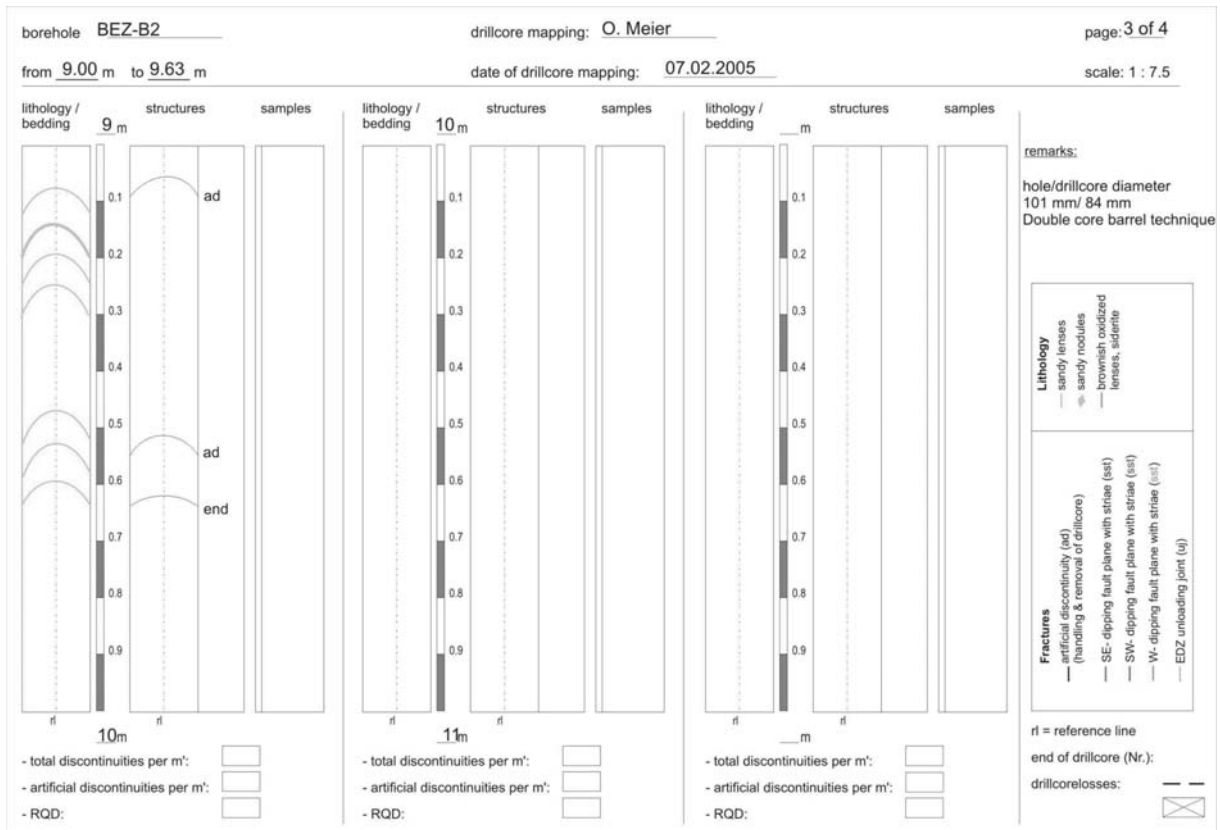 borehole BEZ-B2 drillcore mapping: O. Meier page: 3 of 4
from 9.00 m to 9.63 m date of drillcore mapping: 07.02.2005 scale: 1 : 7.5
lithology / bedding 9 m structures samples
0.1
0.2
0.3
0.4
0.5
0.6
0.7
0.8
0.9
ad
ad
end
rl rl
10m
- total discontinuities per m':
- artificial discontinuities per m':
- RQD:
lithology / bedding 10 m structures samples
0.1
0.2
0.3
0.4
0.5
0.6
0.7
0.8
0.9
rl rl
11m
- total discontinuities per m':
- artificial discontinuities per m':
- RQD:
lithology / bedding __m structures samples
0.1
0.2
0.3
0.4
0.5
0.6
0.7
0.8
0.9
rl rl
__m
- total discontinuities per m':
- artificial discontinuities per m':
- RQD:
remarks:
hole/drillcore diameter
101 mm/ 84 mm
Double core barrel technique
Lithology
sandy lenses
sandy nodules
brownish oxidized
lenses, siderite
Fractures
artificial discontinuity (ad)
(handling & removal of drillcore)
SE- dipping fault plane with striae (sst)
SW- dipping fault plane with striae (sst)
W- dipping fault plane with striae (sst)
EDZ unloading joint (uj)
rl = reference line
end of drillcore (Nr.):
drillcorelosses: